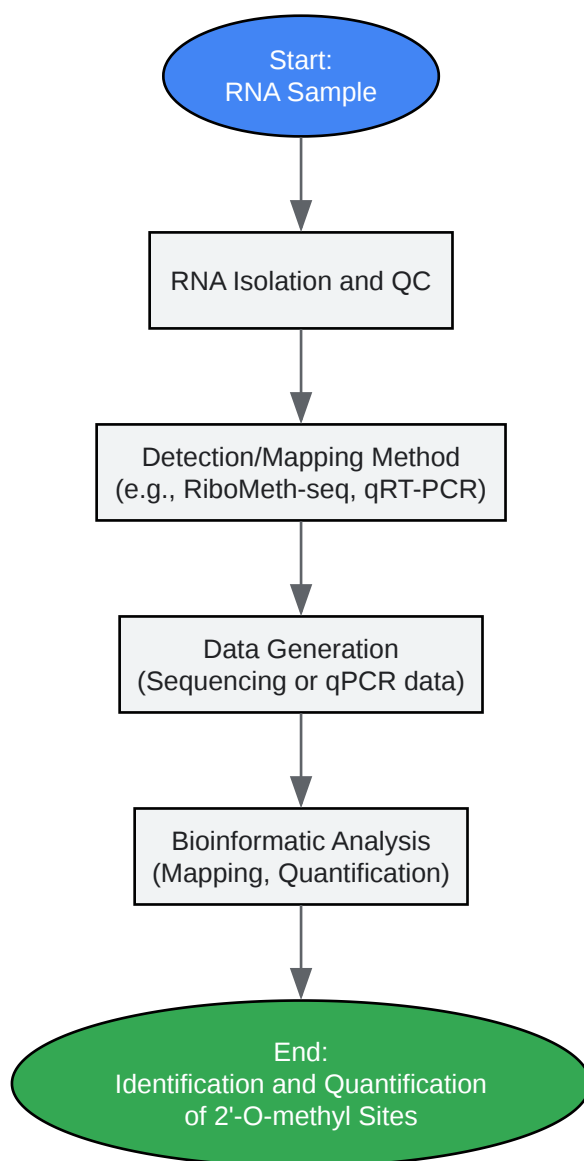 Start:
RNA Sample
RNA Isolation and QC
Detection/Mapping Method
(e.g., RiboMeth-seq, qRT-PCR)
Data Generation
(Sequencing or qPCR data)
Bioinformatic Analysis
(Mapping, Quantification)
End:
Identification and Quantification
of 2'-O-methyl Sites